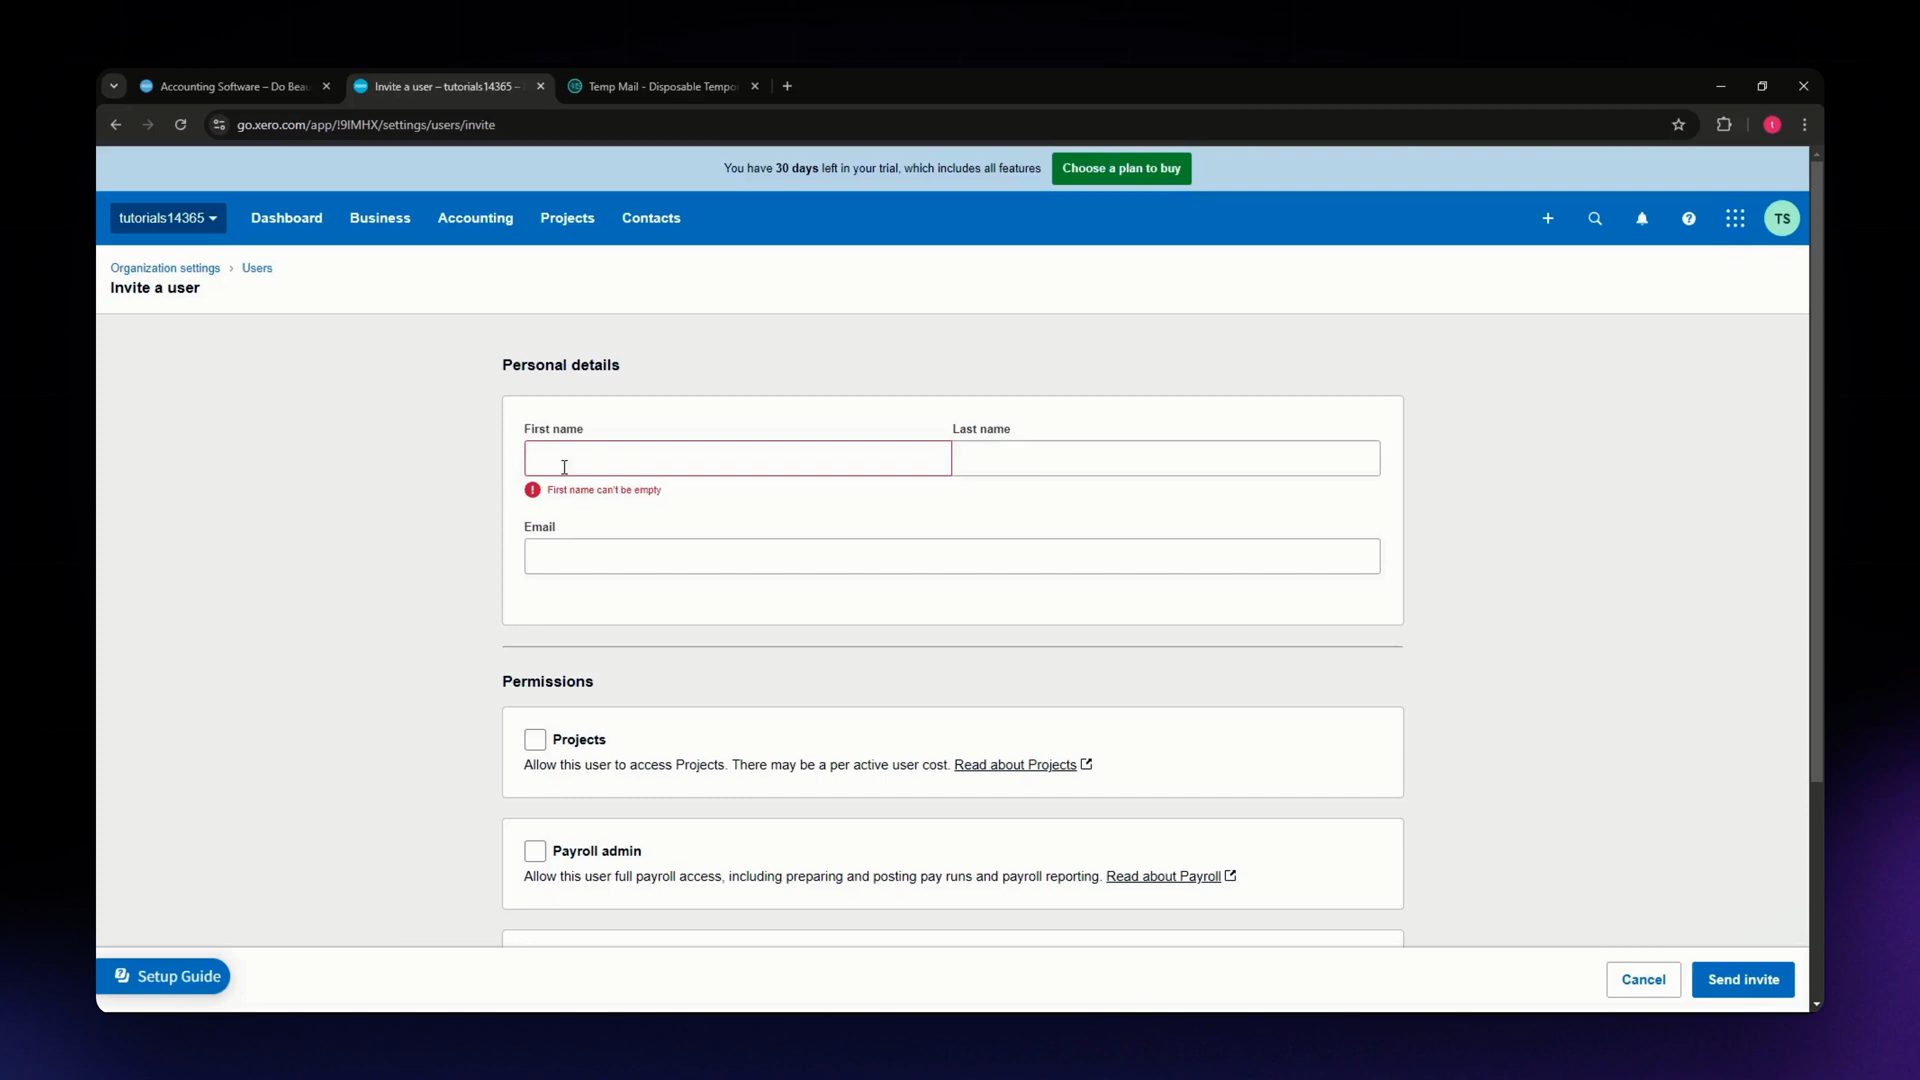 Accounting Software – Do Beau
Invite a user – tutorials14365 –
Temp Mail - Disposable Tempo
go.xero.com/app/!9IMHX/settings/users/invite
You have 30 days left in your trial, which includes all features
Choose a plan to buy
tutorials14365
Dashboard
Business
Accounting
Projects
Contacts
TS
Organization settings › Users
Invite a user
Personal details
First name
Last name
First name can't be empty
Email
Permissions
Projects
Allow this user to access Projects. There may be a per active user cost. Read about Projects
Payroll admin
Allow this user full payroll access, including preparing and posting pay runs and payroll reporting. Read about Payroll
Setup Guide
Cancel
Send invite